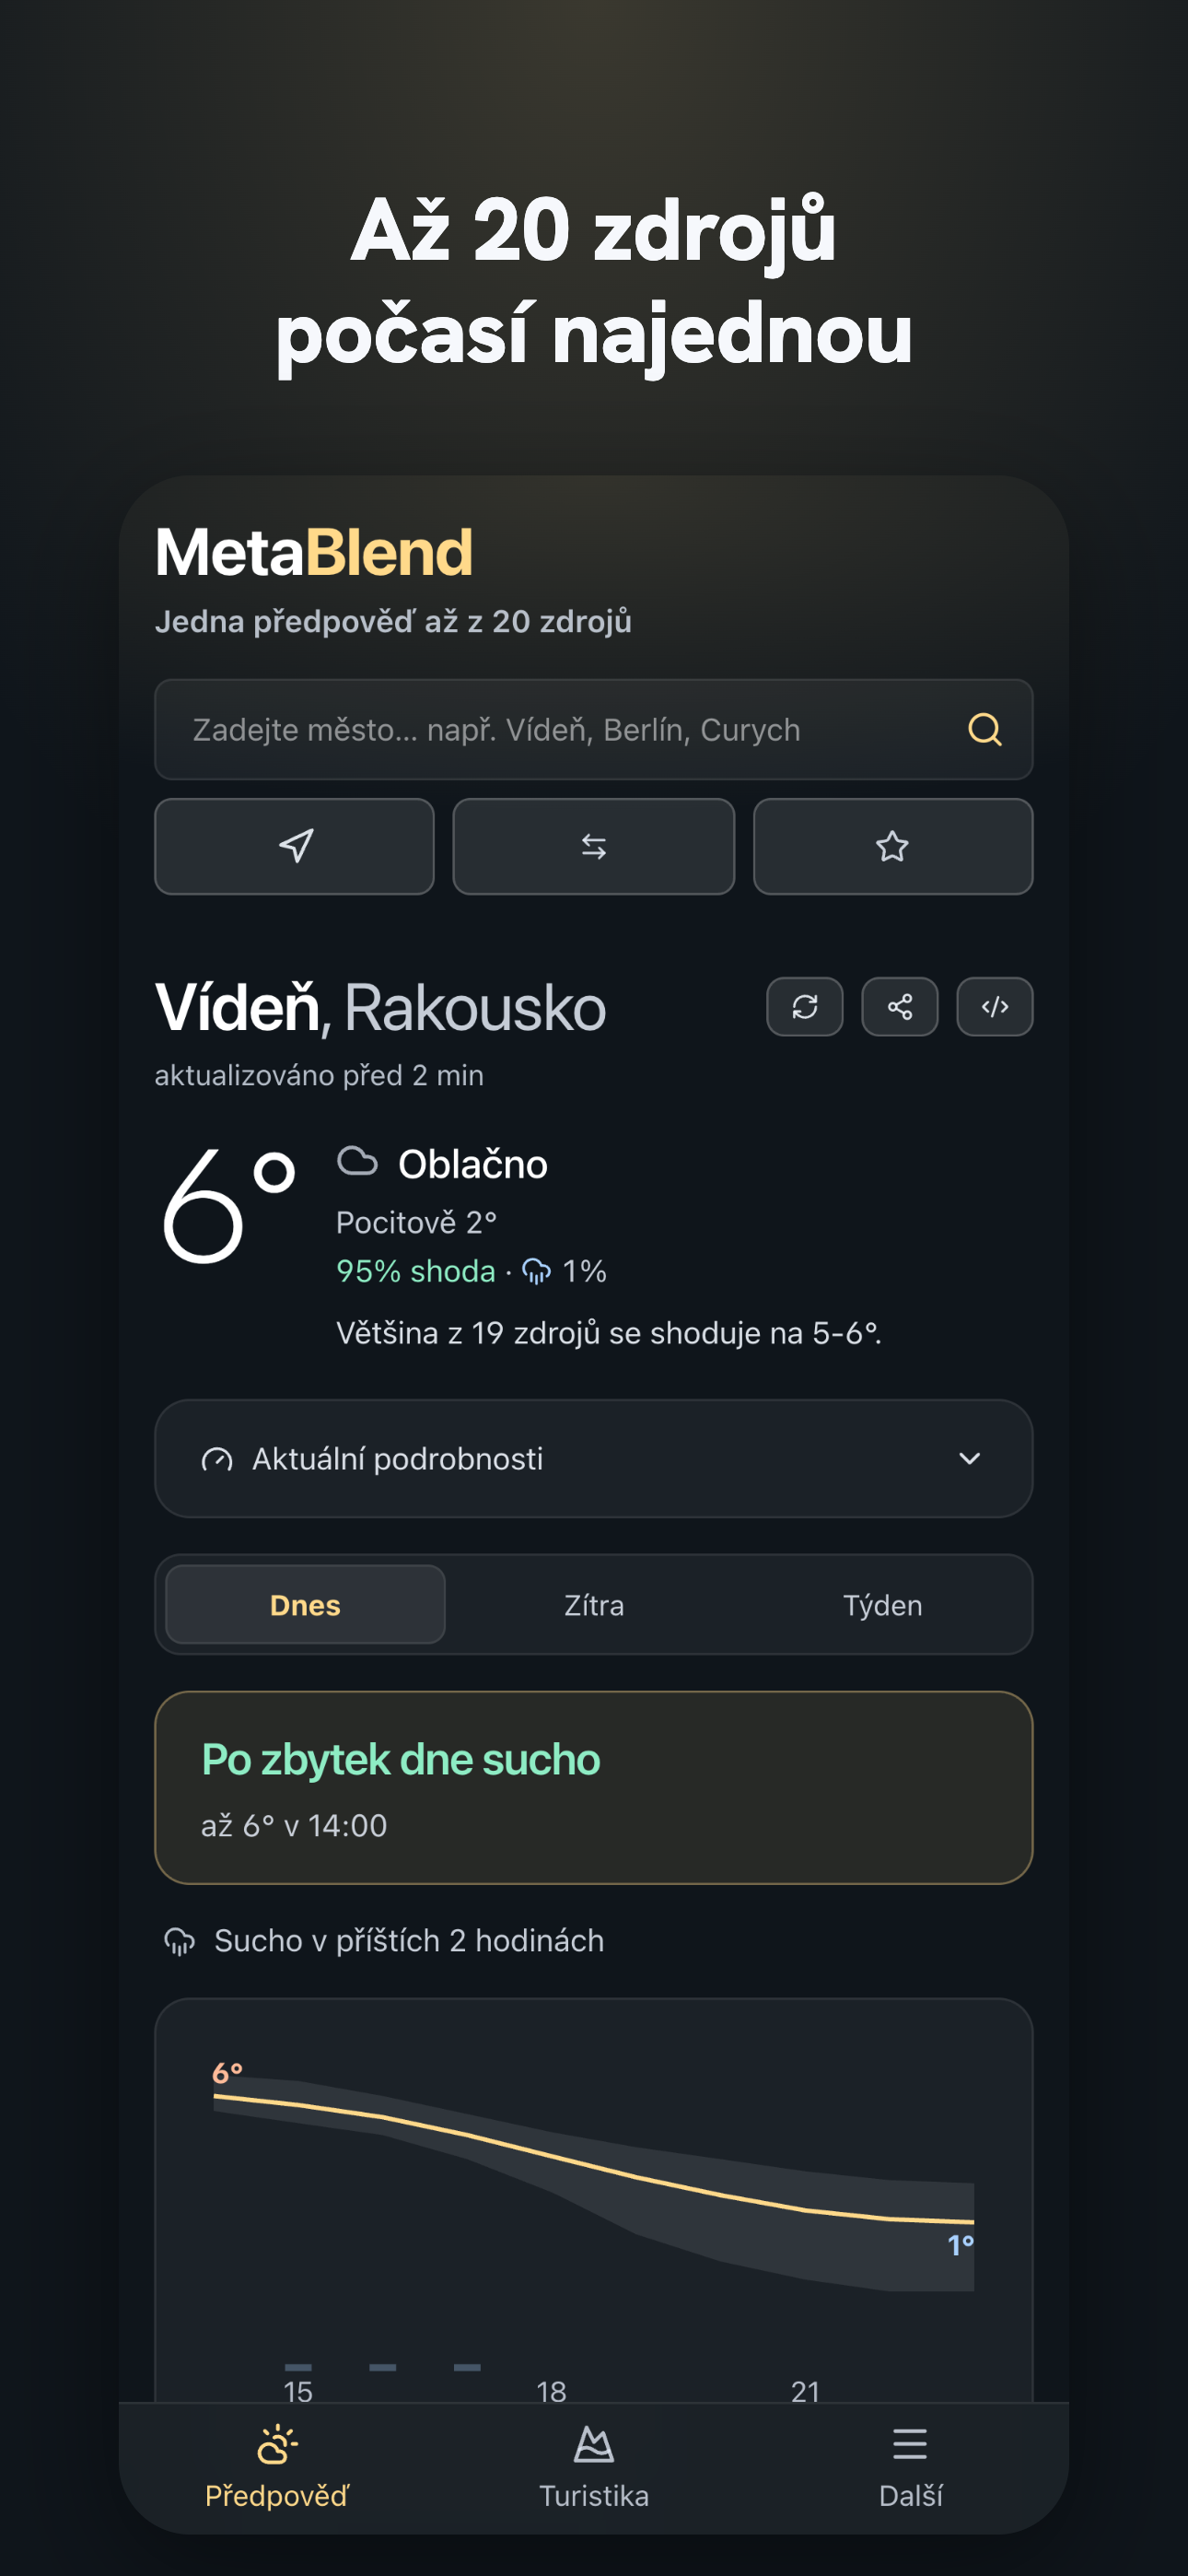 Až 20 zdrojů
počasí najednou
MetaBlend
Jedna předpověď až z 20 zdrojů
Zadejte město... např. Vídeň, Berlín, Curych
Vídeň, Rakousko
aktualizováno před 2 min
6°
Oblačno
Pocitově 2°
95% shoda · 1%
Většina z 19 zdrojů se shoduje na 5-6°.
Aktuální podrobnosti
Dnes Zítra Týden
Po zbytek dne sucho
až 6° v 14:00
Sucho v příštích 2 hodinách
6°
1°
15 18 21
Předpověď Turistika Další